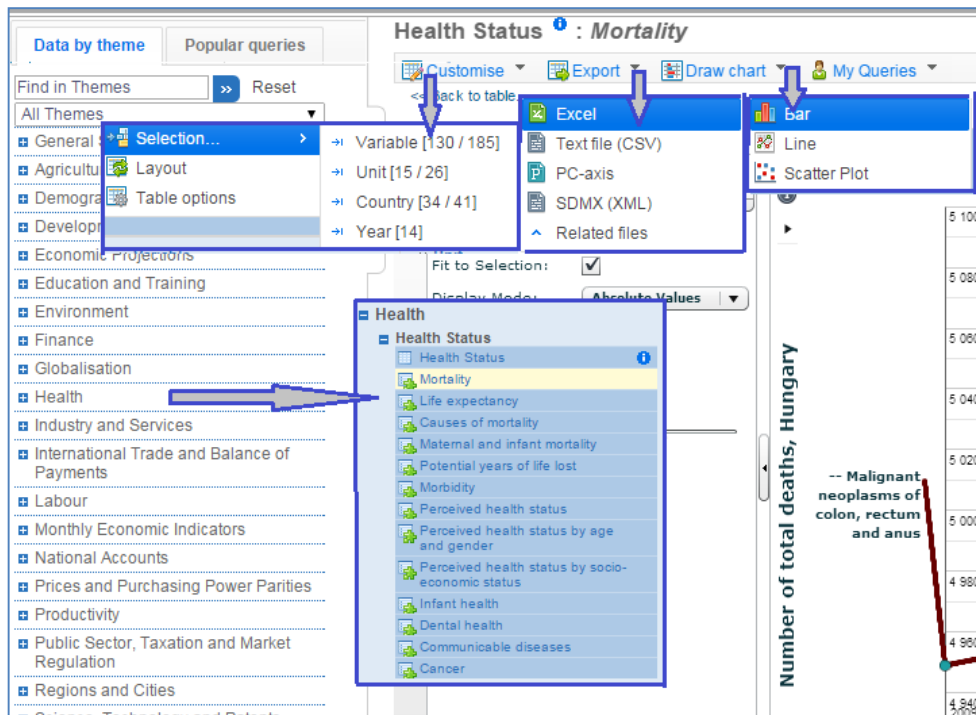 Data by theme
Popular queries
Find in Themes
»
Reset
All Themes
General
Agricultu
Demogra
Develop
Economic Projections
Education and Training
Environment
Finance
Globalisation
Health
Industry and Services
International Trade and Balance of
Payments
Labour
Monthly Economic Indicators
National Accounts
Prices and Purchasing Power Parities
Productivity
Public Sector, Taxation and Market
Regulation
Regions and Cities
Science, Technology and Patents
Selection...
Layout
Table options
Variable [130 / 185]
Unit [15 / 26]
Country [34 / 41]
Year [14]
Health Status : Mortality
Customise
Export
Draw chart
My Queries
<< Back to table
Excel
Text file (CSV)
PC-axis
SDMX (XML)
Related files
Bar
Line
Scatter Plot
Fit to Selection:
Display Mode:
Absolute Values
Health
Health Status
Health Status
Mortality
Life expectancy
Causes of mortality
Maternal and infant mortality
Potential years of life lost
Morbidity
Perceived health status
Perceived health status by age
and gender
Perceived health status by socio-
economic status
Infant health
Dental health
Communicable diseases
Cancer
Number of total deaths, Hungary
-- Malignant
neoplasms of
colon, rectum
and anus
5 100
5 080
5 060
5 040
5 020
5 000
4 980
4 960
4 940